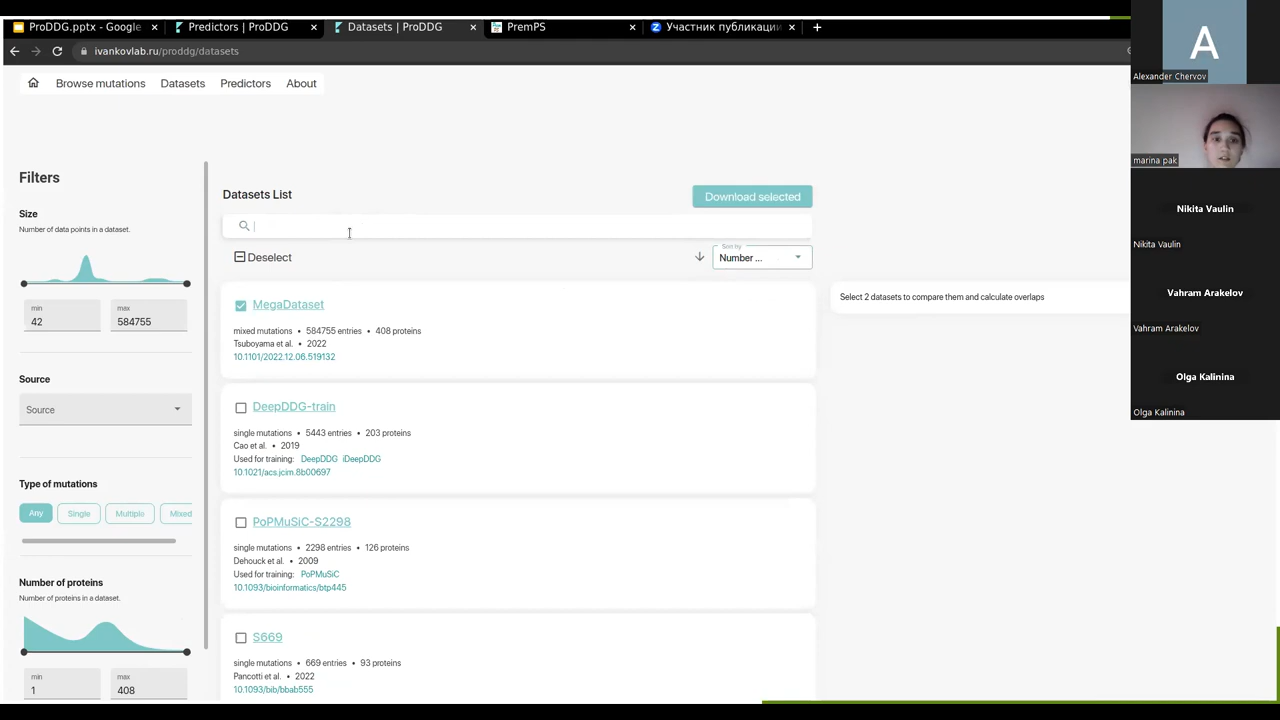 ProDDG.pptx - Google
Predictors | ProDDG
Datasets | ProDDG
PremPS
Участник публикации
ivankovlab.ru/proddg/datasets
Browse mutations
Datasets
Predictors
About
Filters
Size
Number of data points in a dataset.
min
42
max
584755
Source
Source
Type of mutations
Any
Single
Multiple
Mixed
Number of proteins
Number of proteins in a dataset.
min
1
max
408
Datasets List
Download selected
Deselect
Sort by
Number ...
MegaDataset
mixed mutations • 584755 entries • 408 proteins
Tsuboyama et al. • 2022
10.1101/2022.12.06.519132
DeepDDG-train
single mutations • 5443 entries • 203 proteins
Cao et al. • 2019
Used for training: DeepDDG iDeepDDG
10.1021/acs.jcim.8b00697
PoPMuSiC-S2298
single mutations • 2298 entries • 126 proteins
Dehouck et al. • 2009
Used for training: PoPMuSiC
10.1093/bioinformatics/btp445
S669
single mutations • 669 entries • 93 proteins
Pancotti et al. • 2022
10.1093/bib/bbab555
Select 2 datasets to compare them and calculate overlaps
A
Alexander Chervov
marina pak
Nikita Vaulin
Nikita Vaulin
Vahram Arakelov
Vahram Arakelov
Olga Kalinina
Olga Kalinina